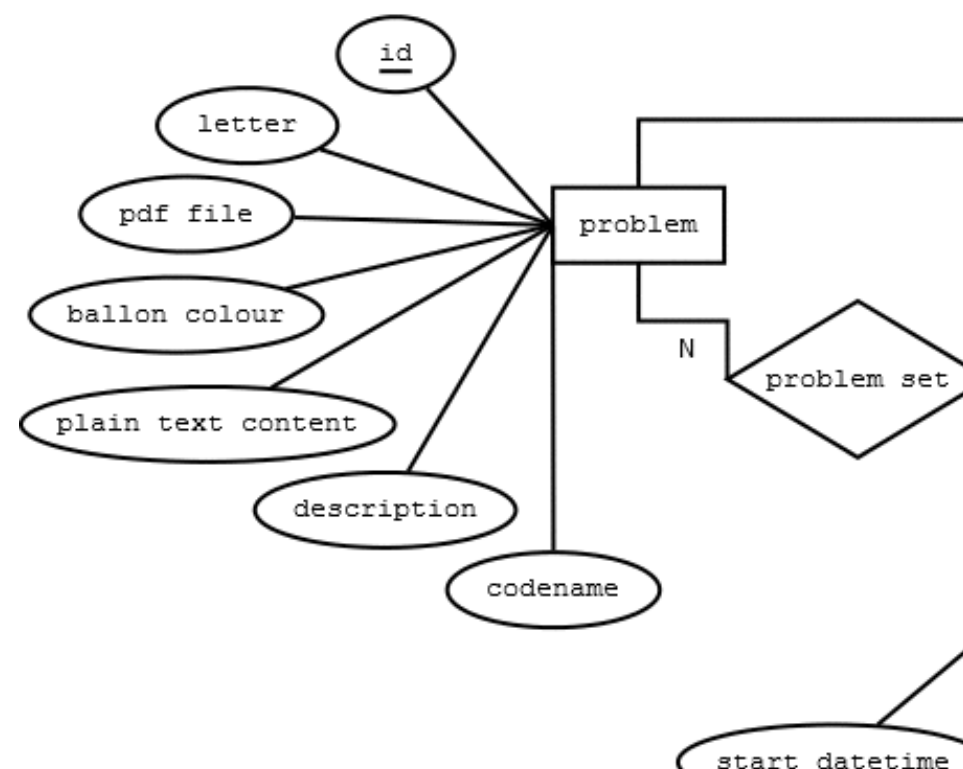 id
letter
pdf file
problem
ballon colour
N
problem set
plain text content
description
codename
start datetime